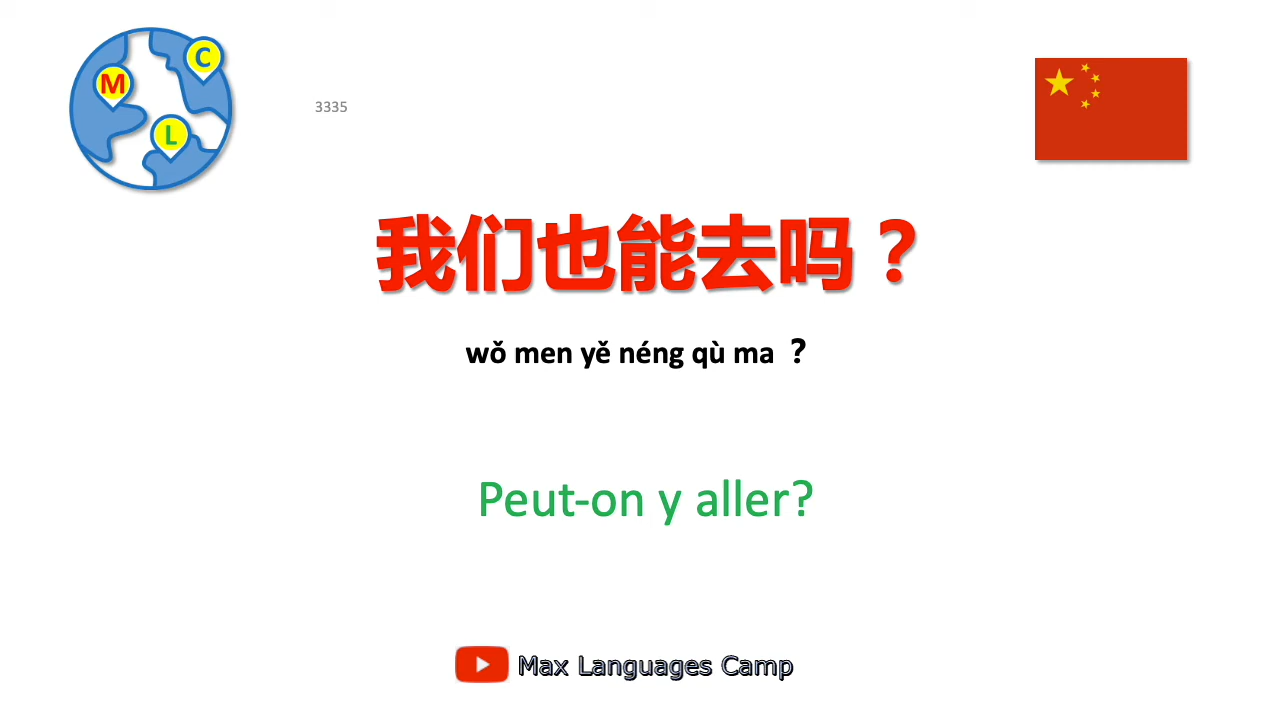 M
C
L
3335
我们也能去吗？
wǒ men yě néng qù ma ？
Peut-on y aller?
Max Languages Camp